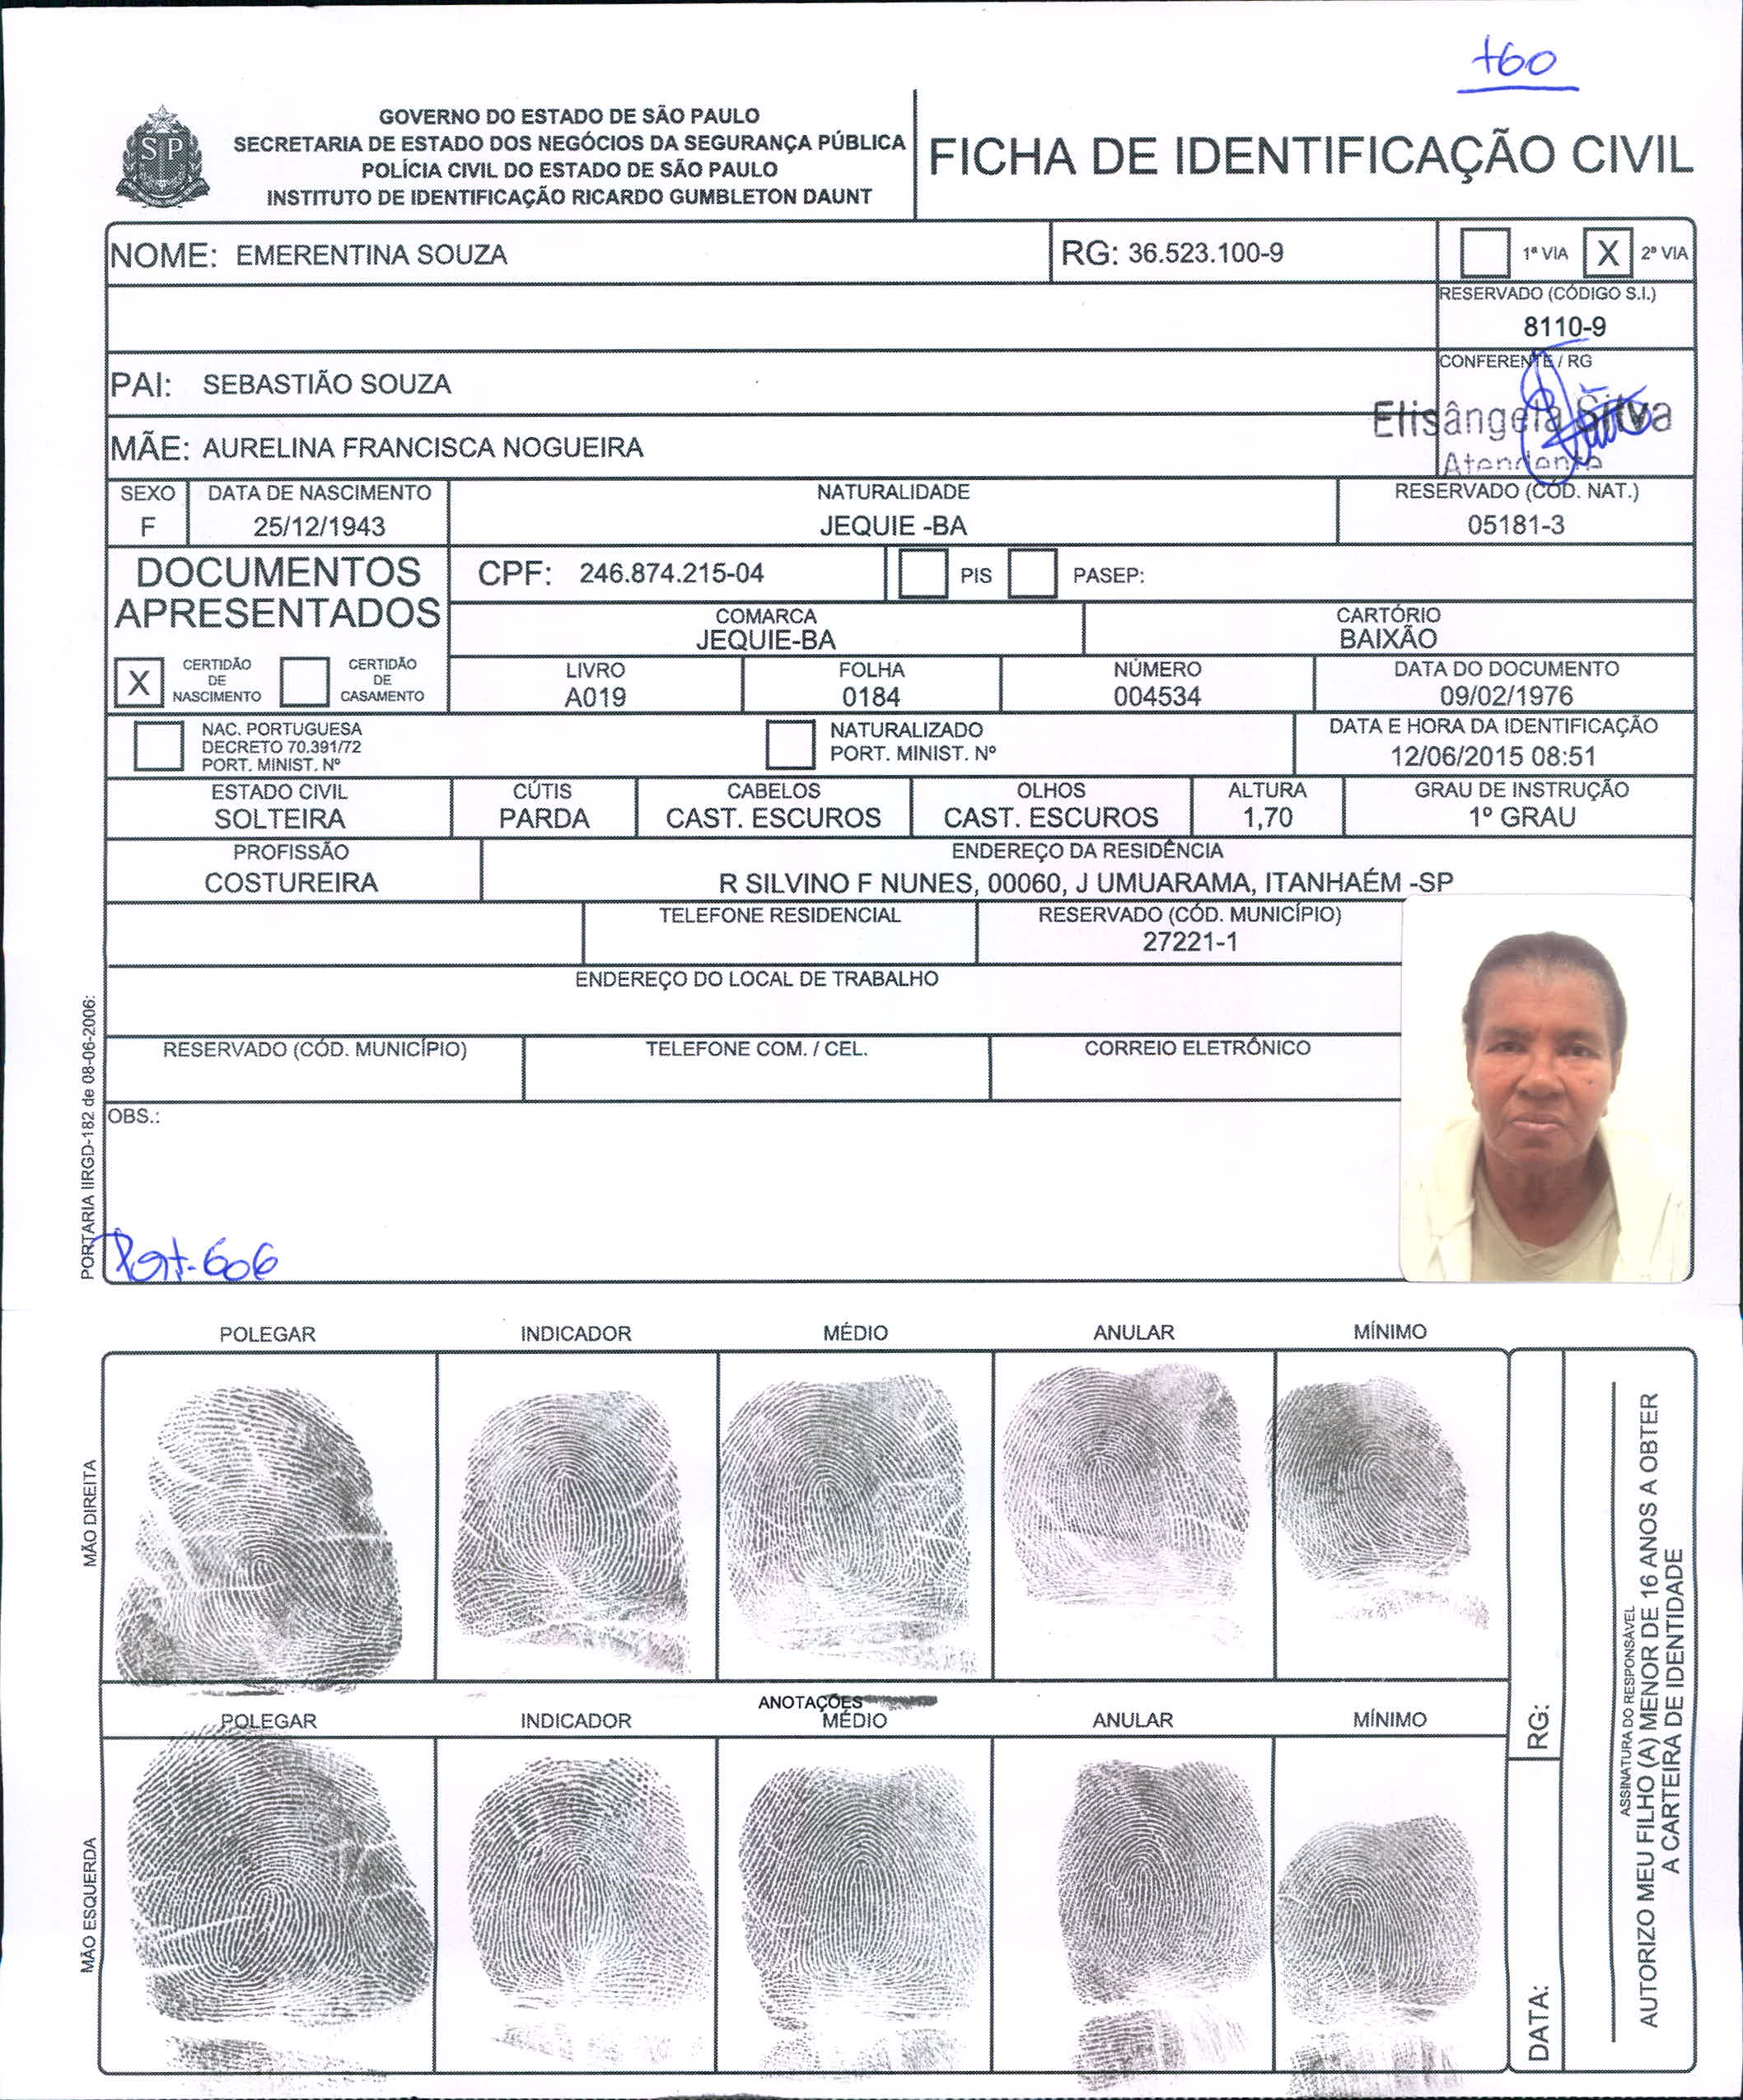 +60
SP
GOVERNO DO ESTADO DE SÃO PAULO
SECRETARIA DE ESTADO DOS NEGÓCIOS DA SEGURANÇA PÚBLICA
POLÍCIA CIVIL DO ESTADO DE SÃO PAULO
INSTITUTO DE IDENTIFICAÇÃO RICARDO GUMBLETON DAUNT
FICHA DE IDENTIFICAÇÃO CIVIL
NOME: EMERENTINA SOUZA
RG: 36.523.100-9
1ª VIA X 2ª VIA
RESERVADO (CÓDIGO S.I.)
8110-9
PAI: SEBASTIÃO SOUZA
CONFERENTE / RG
Elisângela Silva
Atendente
MÃE: AURELINA FRANCISCA NOGUEIRA
SEXO
F
DATA DE NASCIMENTO
25/12/1943
NATURALIDADE
JEQUIE -BA
RESERVADO (CÓD. NAT.)
05181-3
DOCUMENTOS
APRESENTADOS
CPF: 246.874.215-04
PIS
PASEP:
COMARCA
JEQUIE-BA
CARTÓRIO
BAIXÃO
X
CERTIDÃO
DE
NASCIMENTO
CERTIDÃO
DE
CASAMENTO
LIVRO
A019
FOLHA
0184
NÚMERO
004534
DATA DO DOCUMENTO
09/02/1976
NAC. PORTUGUESA
DECRETO 70.391/72
PORT. MINIST. Nº
NATURALIZADO
PORT. MINIST. Nº
DATA E HORA DA IDENTIFICAÇÃO
12/06/2015 08:51
ESTADO CIVIL
SOLTEIRA
CÚTIS
PARDA
CABELOS
CAST. ESCUROS
OLHOS
CAST. ESCUROS
ALTURA
1,70
GRAU DE INSTRUÇÃO
1º GRAU
PROFISSÃO
COSTUREIRA
ENDEREÇO DA RESIDÊNCIA
R SILVINO F NUNES, 00060, J UMUARAMA, ITANHAÉM -SP
TELEFONE RESIDENCIAL
RESERVADO (CÓD. MUNICÍPIO)
27221-1
ENDEREÇO DO LOCAL DE TRABALHO
RESERVADO (CÓD. MUNICÍPIO)
TELEFONE COM. / CEL.
CORREIO ELETRÔNICO
OBS.:
Port-606
PORTARIA IIRGD-182 de 08-06-2006:
POLEGAR
INDICADOR
MÉDIO
ANULAR
MÍNIMO
MÃO DIREITA
ANOTAÇÕES
POLEGAR
INDICADOR
MÉDIO
ANULAR
MÍNIMO
MÃO ESQUERDA
RG:
DATA:
ASSINATURA DO RESPONSÁVEL
AUTORIZO MEU FILHO (A) MENOR DE 16 ANOS A OBTER
A CARTEIRA DE IDENTIDADE